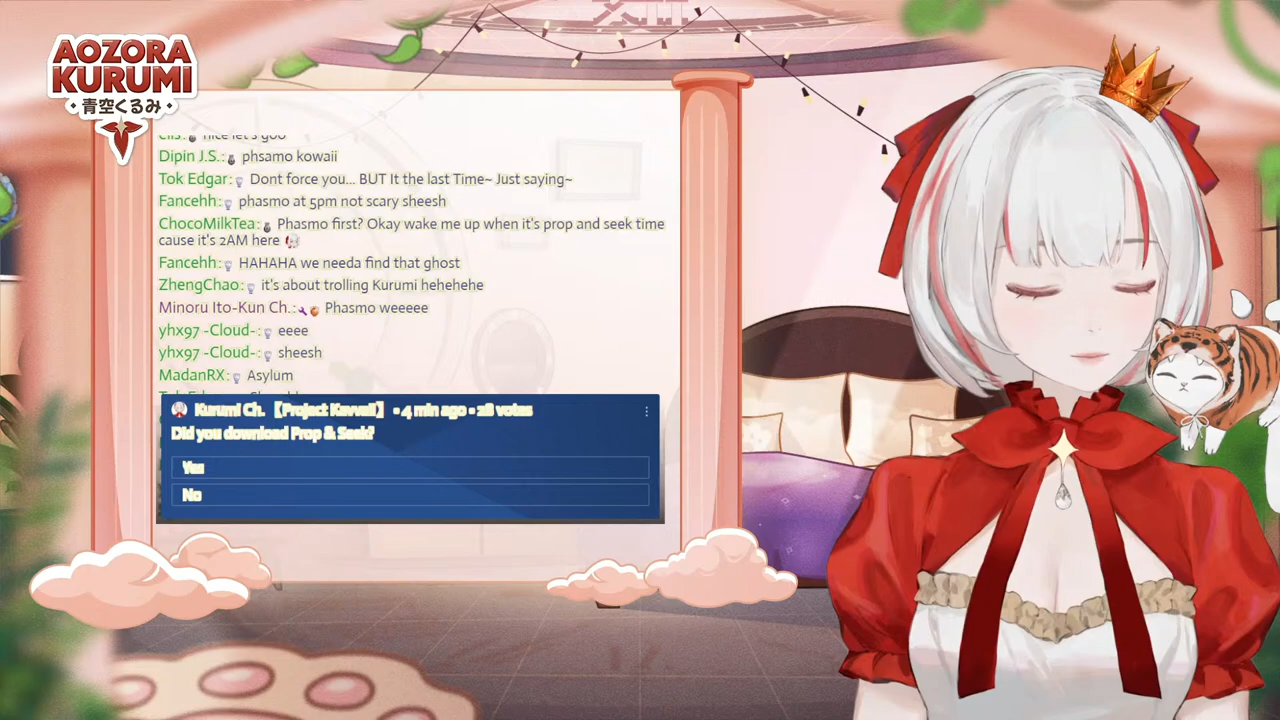 AOZORA
KURUMI
青空くるみ
nice let's goo
Dipin J.S.: phsamo kowaii
Tok Edgar: Dont force you... BUT It the last Time~ Just saying~
Fancehh: phasmo at 5pm not scary sheesh
ChocoMilkTea: Phasmo first? Okay wake me up when it's prop and seek time
cause it's 2AM here
Fancehh: HAHAHA we needa find that ghost
ZhengChao: it's about trolling Kurumi hehehehe
Minoru Ito-Kun Ch.: Phasmo weeeee
yhx97 -Cloud-: eeee
yhx97 -Cloud-: sheesh
MadanRX: Asylum
Kurumi Ch. 【Project Kawaii】 • 4 min ago • 28 votes
Did you download Prop & Seek?
Yes
No